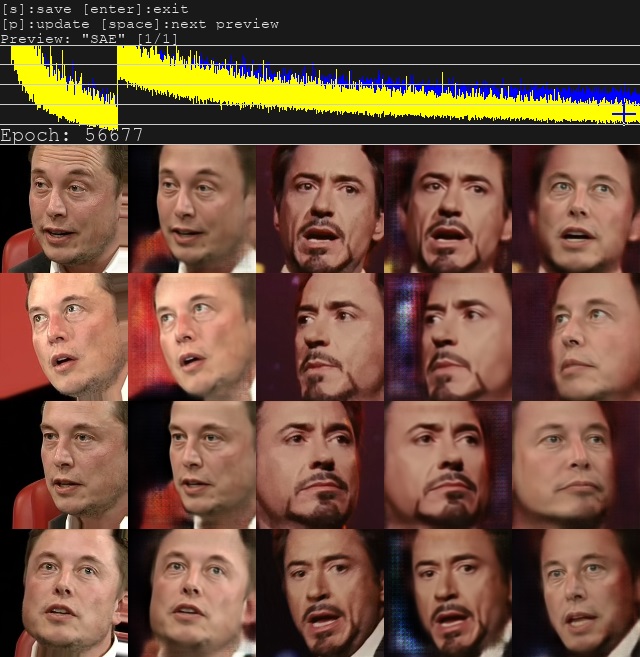 [s]:save [enter]:exit
[p]:update [space]:next preview
Preview: "SAE" [1/1]
Epoch: 56677